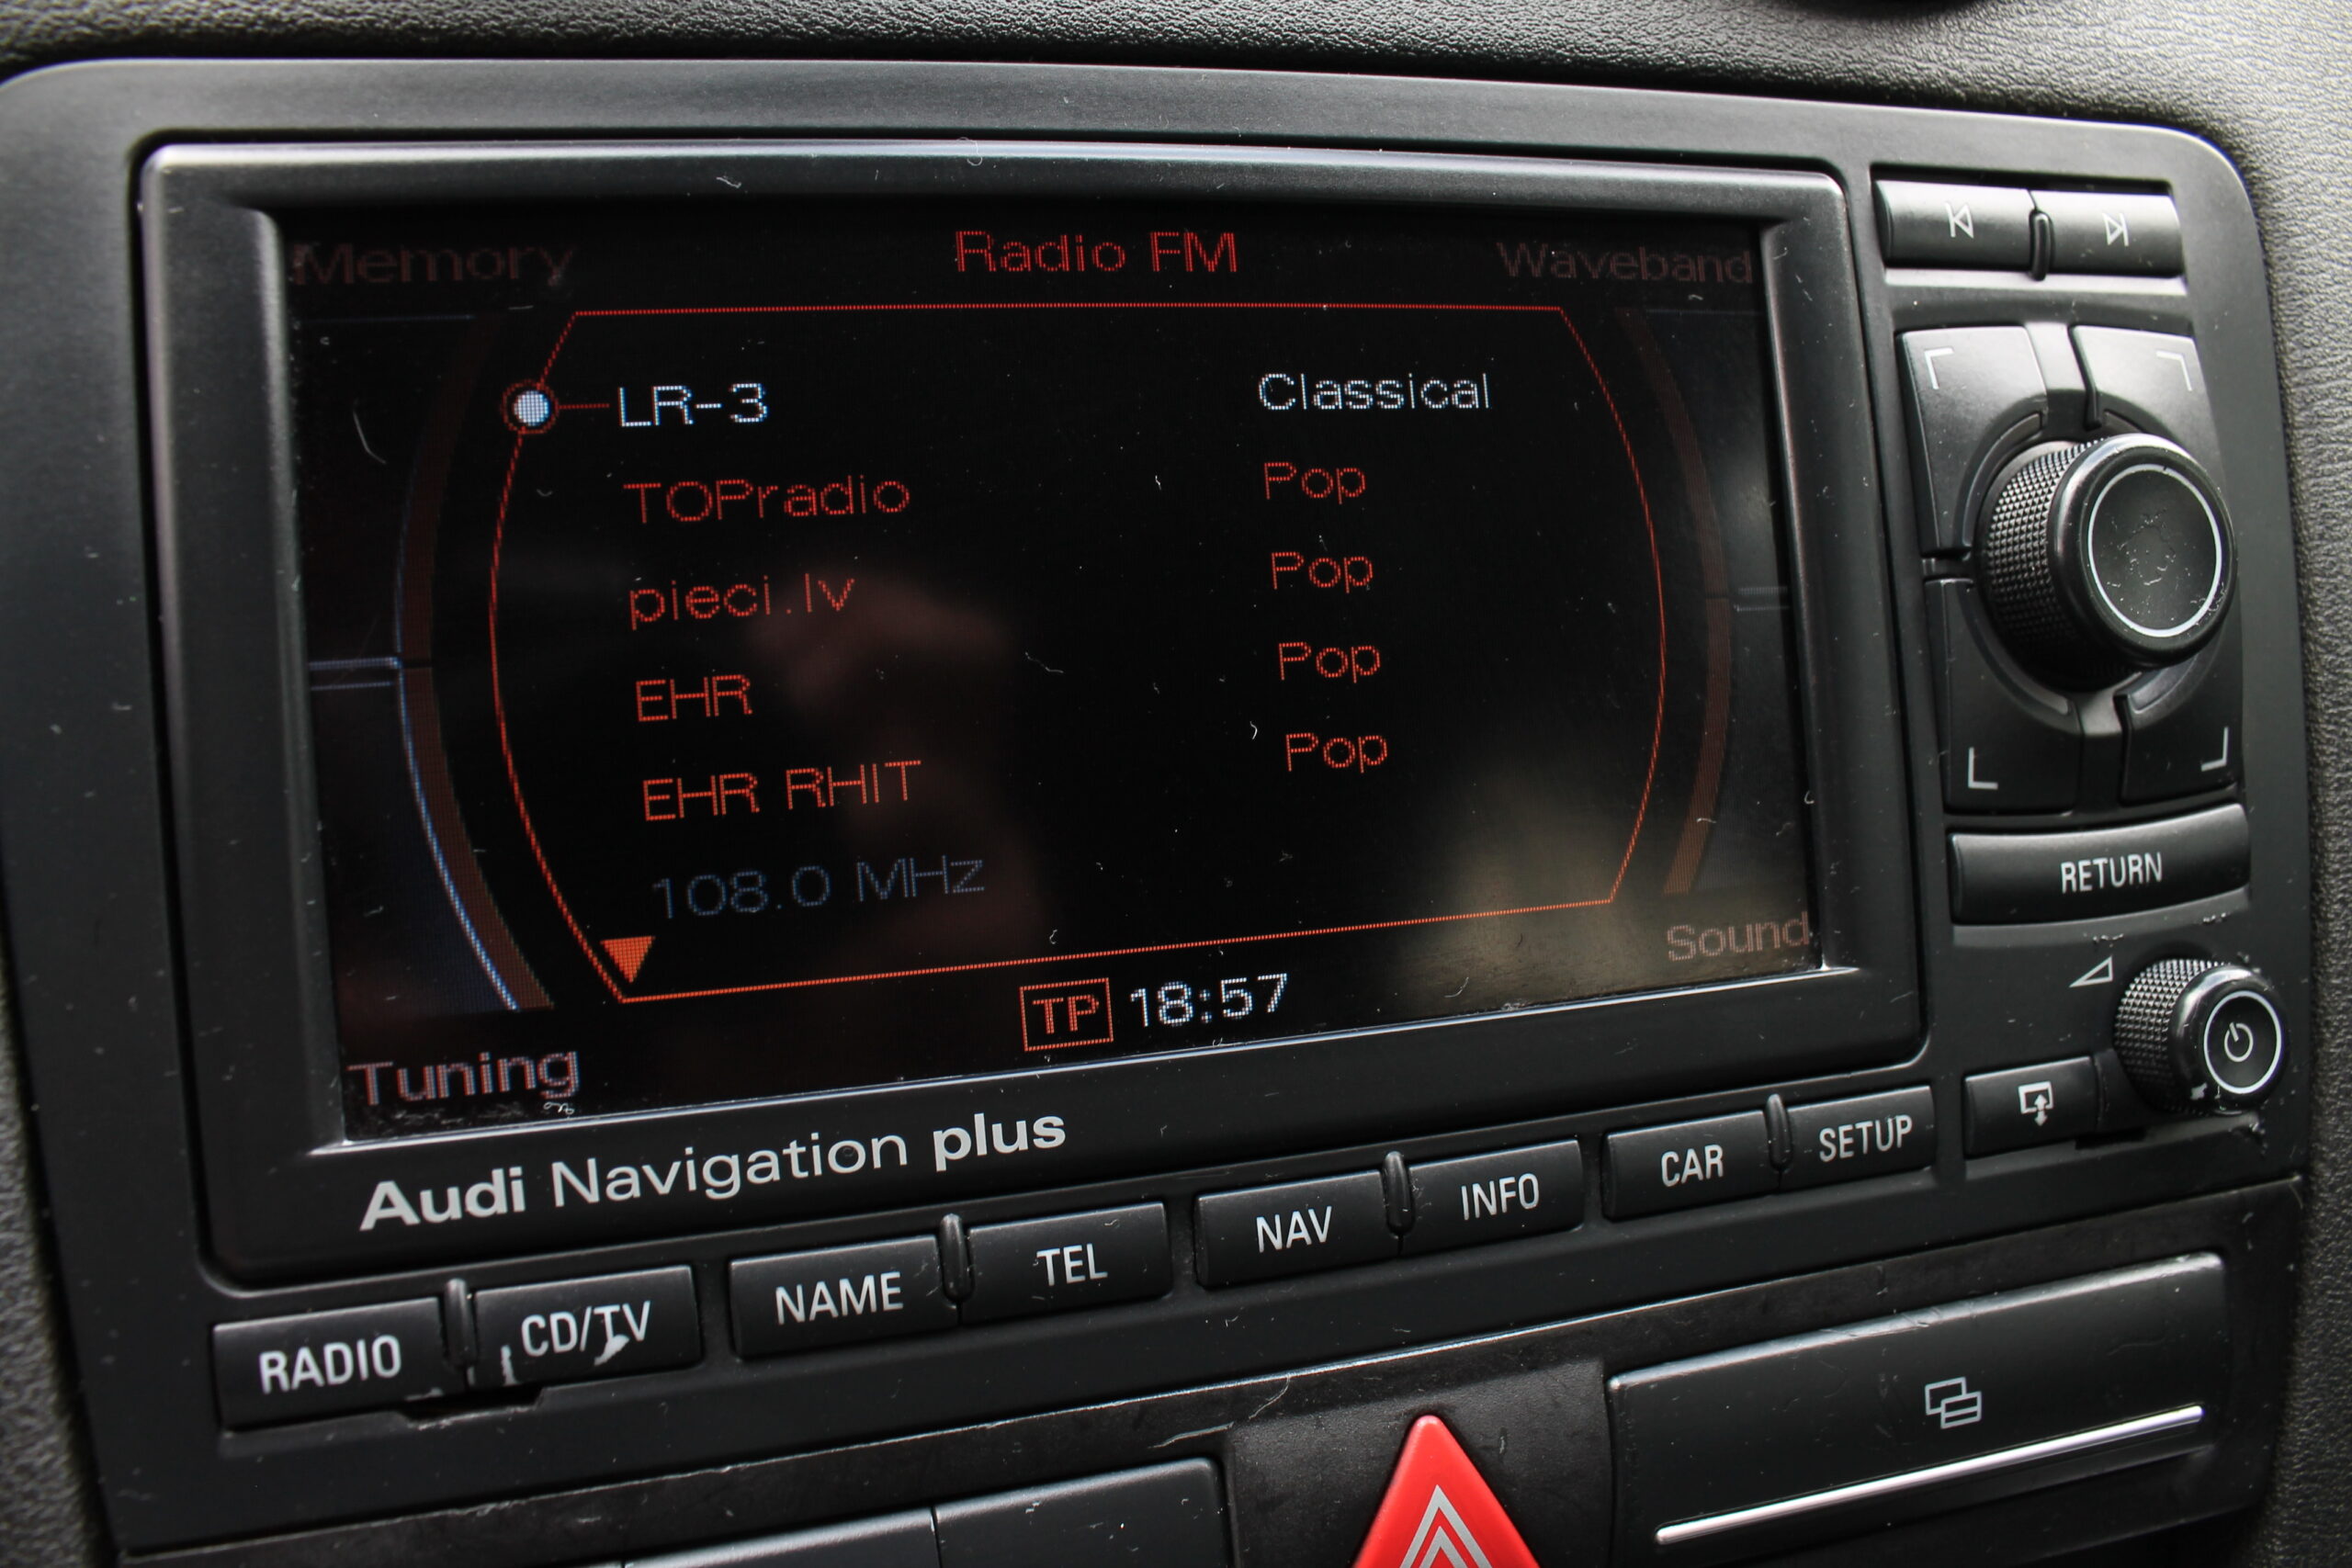 Memory Radio FM Waveband
LR-3 Classical
TOPradio Pop
pieci.lv Pop
EHR Pop
EHR RHIT Pop
108.0 MHz
Sound
TP 18:57
Tuning
Audi Navigation plus
RETURN
RADIO CD/TV NAME TEL NAV INFO CAR SETUP